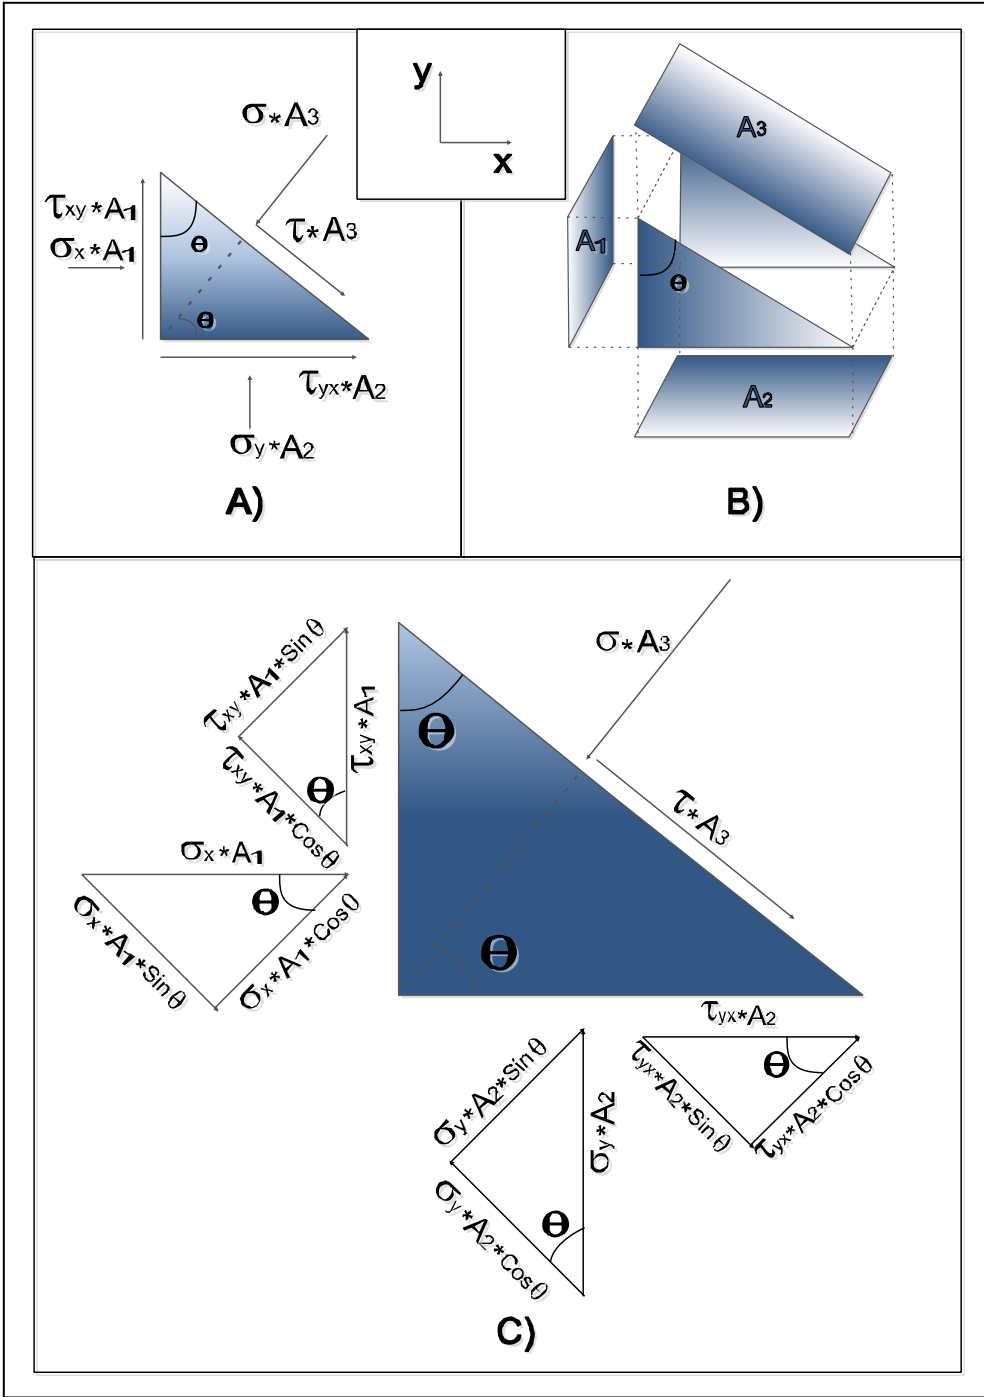 y
x
σ*A3
τxy*A1
σx*A1
τ*A3
θ
θ
τyx*A2
σy*A2
A)
A3
A1
θ
A2
B)
σ*A3
τxy*A1*Sinθ
τxy*A1
θ
τxy*A1*Cosθ
θ
τ*A3
σx*A1
θ
σx*A1*Sinθ
σx*A1*Cosθ
θ
τyx*A2
θ
τyx*A2*Sinθ
τyx*A2*Cosθ
σy*A2*Sinθ
σy*A2
θ
σy*A2*Cosθ
C)